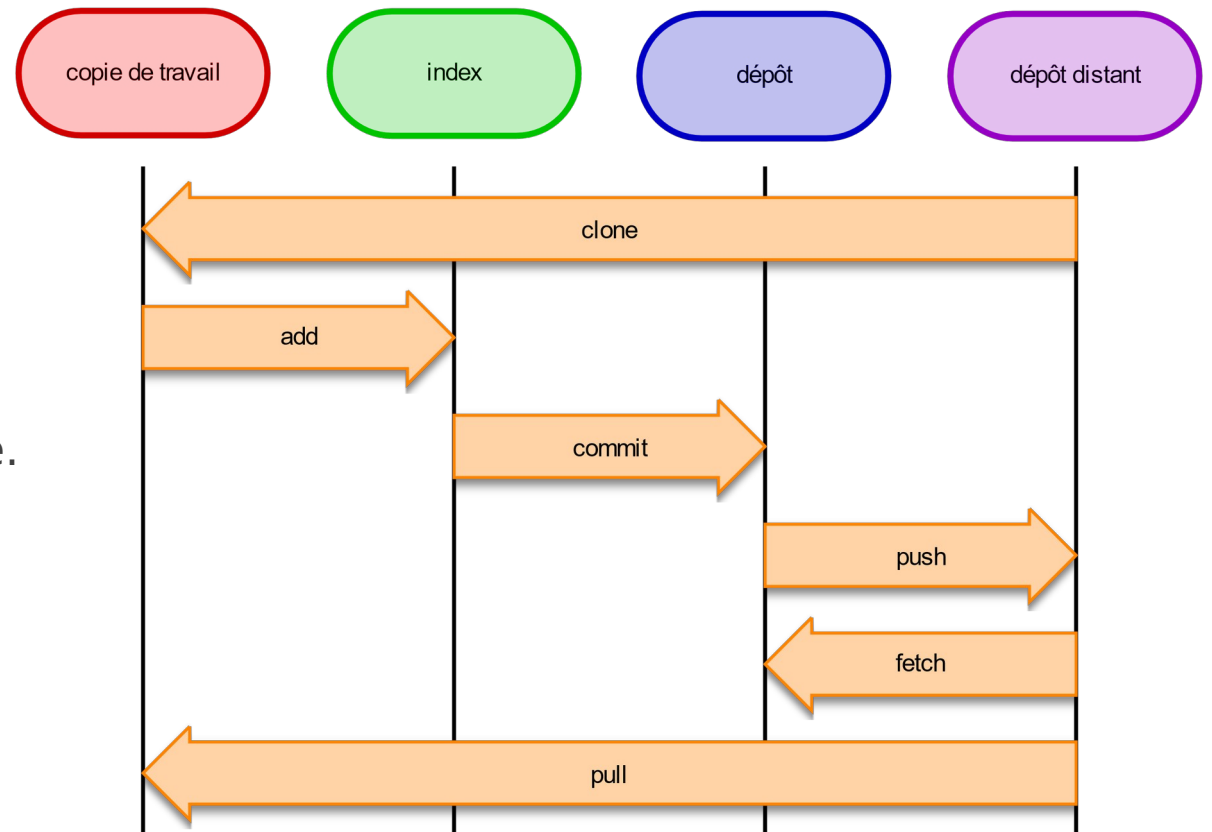 copie de travail
index
dépôt
dépôt distant
clone
add
commit
e.
push
fetch
pull